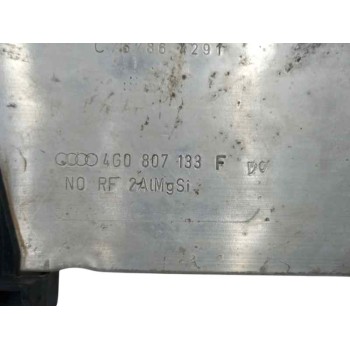 4G0 807 133 F
NO RF 2AlMgSi